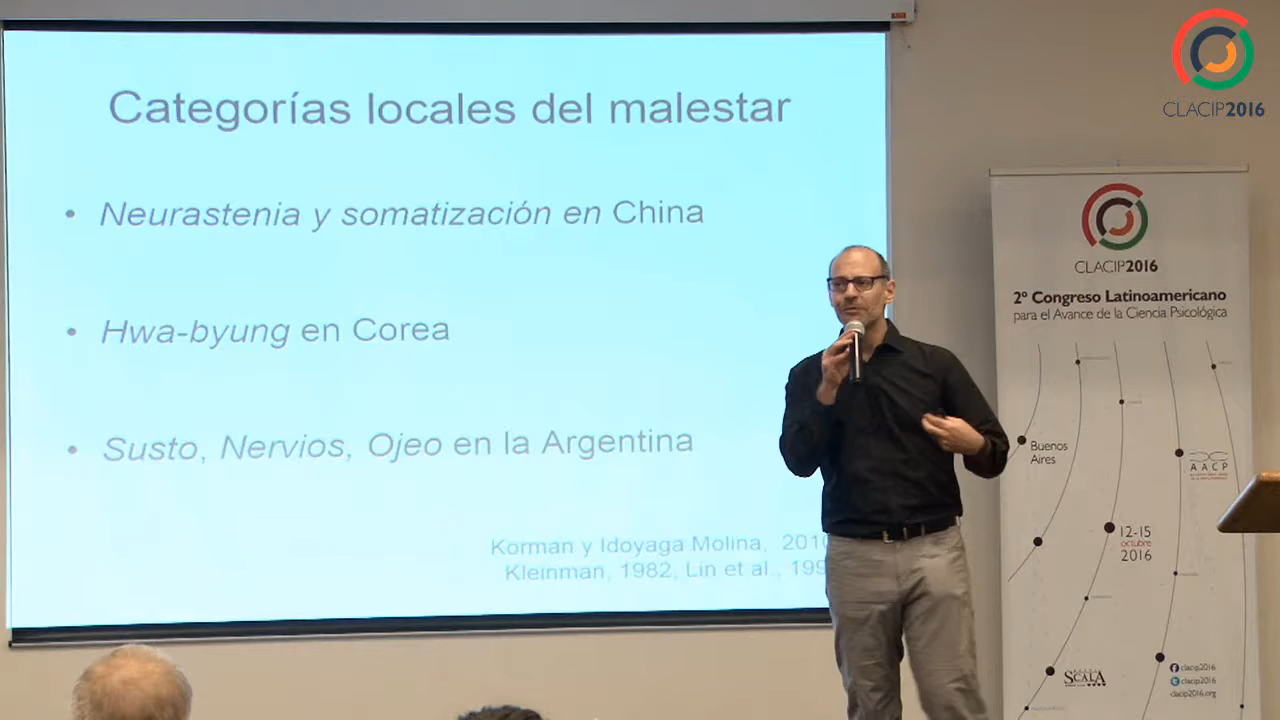 Categorías locales del malestar
• Neurastenia y somatización en China
• Hwa-byung en Corea
• Susto, Nervios, Ojeo en la Argentina
Korman y Idoyaga Molina, 2010
Kleinman, 1982, Lin et al., 199
CLACIP2016
CLACIP2016
2º Congreso Latinoamericano
para el Avance de la Ciencia Psicológica
Buenos
Aires
AACP
12-15
octubre
2016
SCALA
clacip2016
clacip2016
clacip2016.org